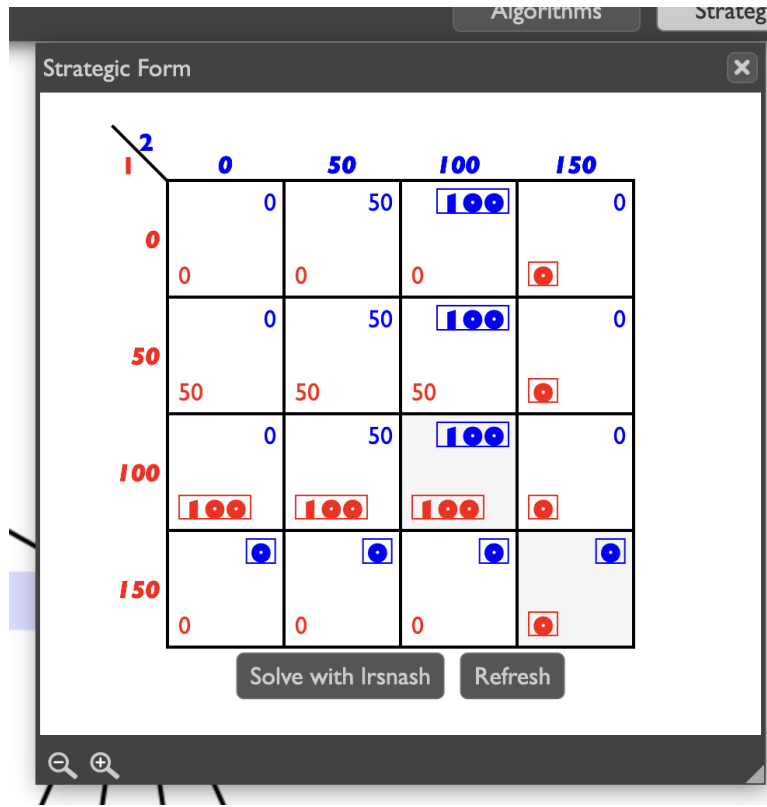 Algorithms Strateg
Strategic Form
2
1 0 50 100 150
0 50 100 0
0
0 0 0 0
0 50 100 0
50
50 50 50 0
0 50 100 0
100
100 100 100 0
0 0 0 0
150
0 0 0 0
Solve with lrsnash Refresh